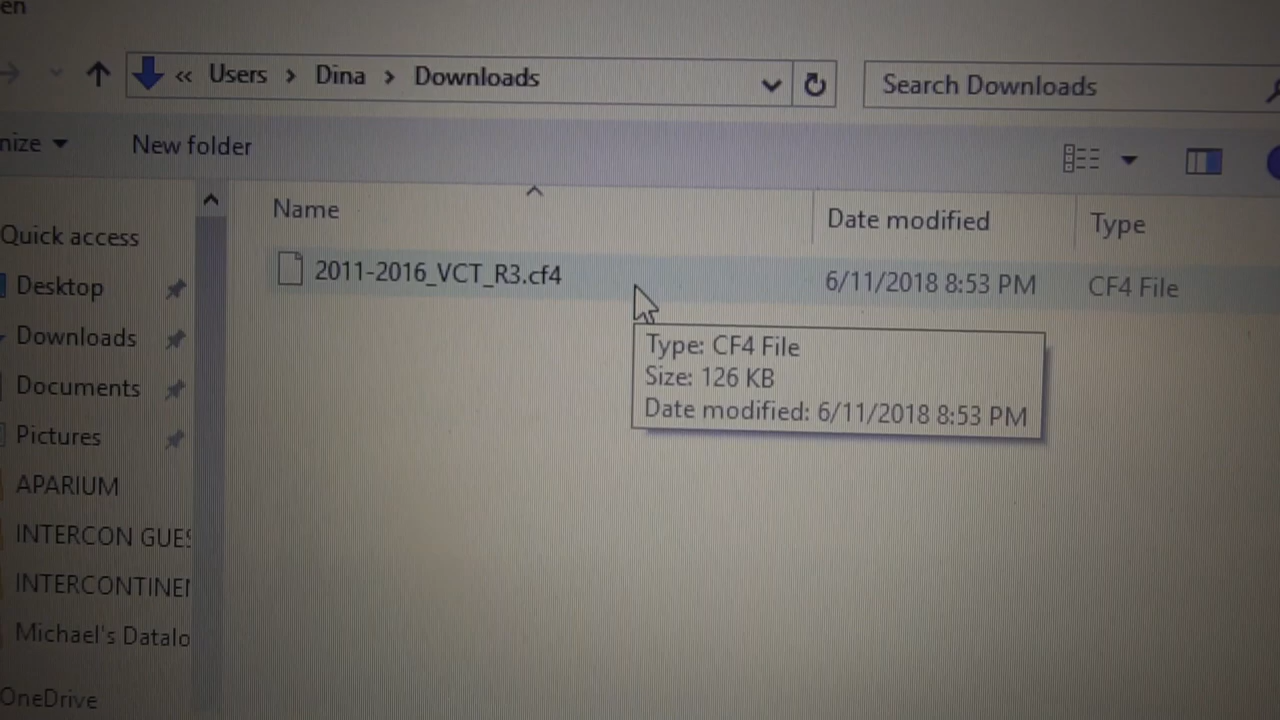 en
« Users > Dina > Downloads
Search Downloads
nize
New folder
Name
Date modified
Type
Quick access
Desktop
Downloads
Documents
Pictures
APARIUM
INTERCON GUES
INTERCONTINEN
Michael's Datalo
OneDrive
2011-2016_VCT_R3.cf4
6/11/2018 8:53 PM
CF4 File
Type: CF4 File
Size: 126 KB
Date modified: 6/11/2018 8:53 PM